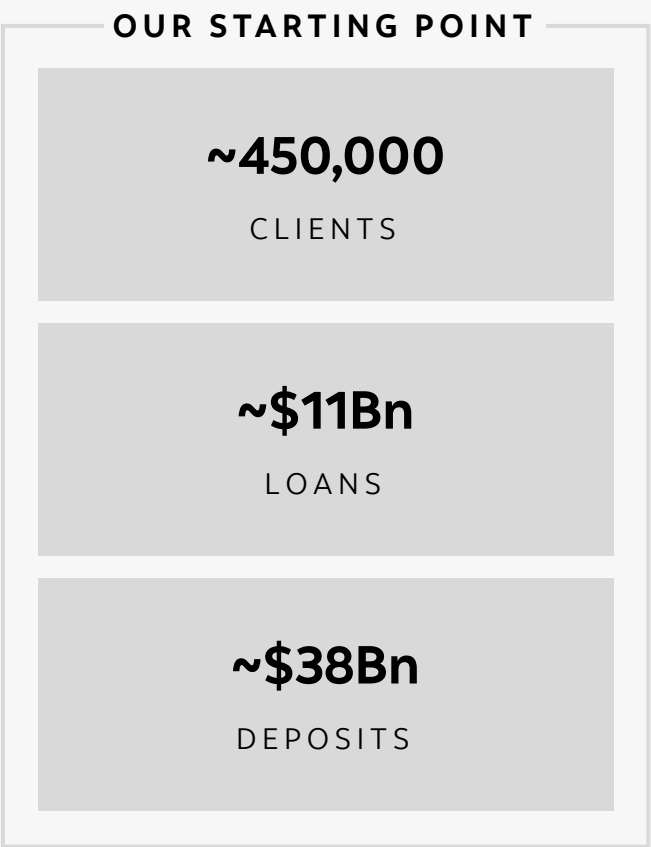 OUR STARTING POINT
~450,000
CLIENTS
~$11Bn
LOANS
~$38Bn
DEPOSITS